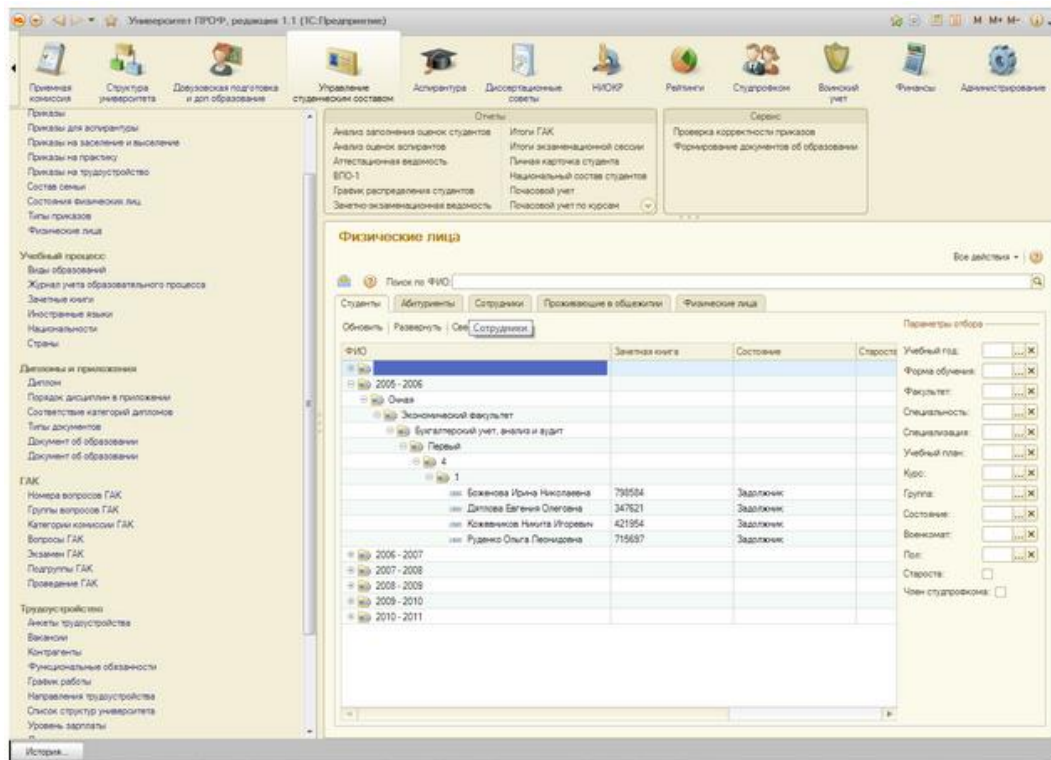 Университет ПРОФ, редакция 1.1 (1С:Предприятие)
M M+ M-
Приемная комиссия
Структура университета
Довузовская подготовка и доп образование
Управление студенческим составом
Аспирантура
Диссертационные советы
НИОКР
Рейтинги
Студпрофком
Воинский учет
Финансы
Администрирование
Приказы
Приказы для аспирантуры
Приказы на заселение и выселение
Приказы на практику
Приказы на трудоустройство
Состав семьи
Состояния физических лиц
Типы приказов
Физические лица
Учебный процесс
Виды образований
Журнал учета образовательного процесса
Зачетные книги
Иностранные языки
Национальности
Страны
Дипломы и приложения
Диплом
Порядок дисциплин в приложении
Соответствие категорий дипломов
Типы документов
Документ об образовании
Документ об образовании
ГАК
Номера вопросов ГАК
Группы вопросов ГАК
Категории комиссии ГАК
Вопросы ГАК
Экзамен ГАК
Подгруппы ГАК
Проведение ГАК
Трудоустройство
Анкеты трудоустройства
Вакансии
Контрагенты
Функциональные обязанности
График работы
Направления трудоустройства
Список структур университета
Уровень зарплаты
Отчеты
Анализ заполнения оценок студентов
Анализ оценок аспирантов
Аттестационная ведомость
ВПО-1
График распределения студентов
Зачетно-экзаменационная ведомость
Итоги ГАК
Итоги экзаменационной сессии
Личная карточка студента
Национальный состав студентов
Почасовой учет
Почасовой учет по курсам
Сервис
Проверка корректности приказов
Формирование документов об образовании
Физические лица
Все действия
Поиск по ФИО:
Студенты
Абитуриенты
Сотрудники
Проживающие в общежитии
Физические лица
Обновить
Развернуть
Све
Сотрудники
ФИО
Зачетная книга
Состояние
Староста
2005 - 2006
Очная
Экономический факультет
Бухгалтерский учет, анализ и аудит
Первый
4
1
Боженова Ирина Николаевна 798584 Задолжник
Дятлова Евгения Олеговна 347621 Задолжник
Кожевников Никита Игоревич 421954 Задолжник
Руденко Ольга Леонидовна 715697 Задолжник
2006 - 2007
2007 - 2008
2008 - 2009
2009 - 2010
2010 - 2011
Параметры отбора
Учебный год:
Форма обучения:
Факультет:
Специальность:
Специализация:
Учебный план:
Курс:
Группа:
Состояние:
Военкомат:
Пол:
Староста:
Член студпрофкома:
История...